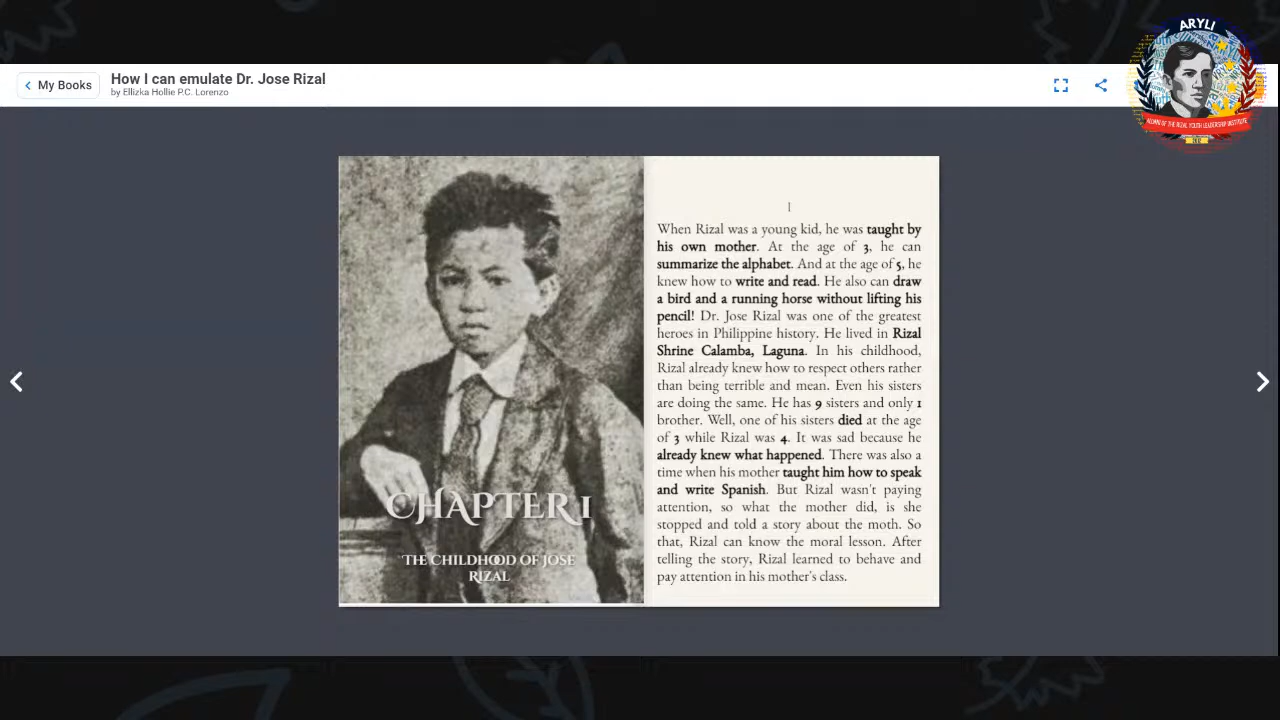 ARYLI
ALUMNI OF THE RIZAL YOUTH LEADERSHIP INSTITUTE
My Books
How I can emulate Dr. Jose Rizal
by Ellizka Hollie P.C. Lorenzo
CHAPTER I
THE CHILDHOOD OF JOSE
RIZAL
I
When Rizal was a young kid, he was taught by
his own mother. At the age of 3, he can
summarize the alphabet. And at the age of 5, he
knew how to write and read. He also can draw
a bird and a running horse without lifting his
pencil! Dr. Jose Rizal was one of the greatest
heroes in Philippine history. He lived in Rizal
Shrine Calamba, Laguna. In his childhood,
Rizal already knew how to respect others rather
than being terrible and mean. Even his sisters
are doing the same. He has 9 sisters and only 1
brother. Well, one of his sisters died at the age
of 3 while Rizal was 4. It was sad because he
already knew what happened. There was also a
time when his mother taught him how to speak
and write Spanish. But Rizal wasn't paying
attention, so what the mother did, is she
stopped and told a story about the moth. So
that, Rizal can know the moral lesson. After
telling the story, Rizal learned to behave and
pay attention in his mother's class.